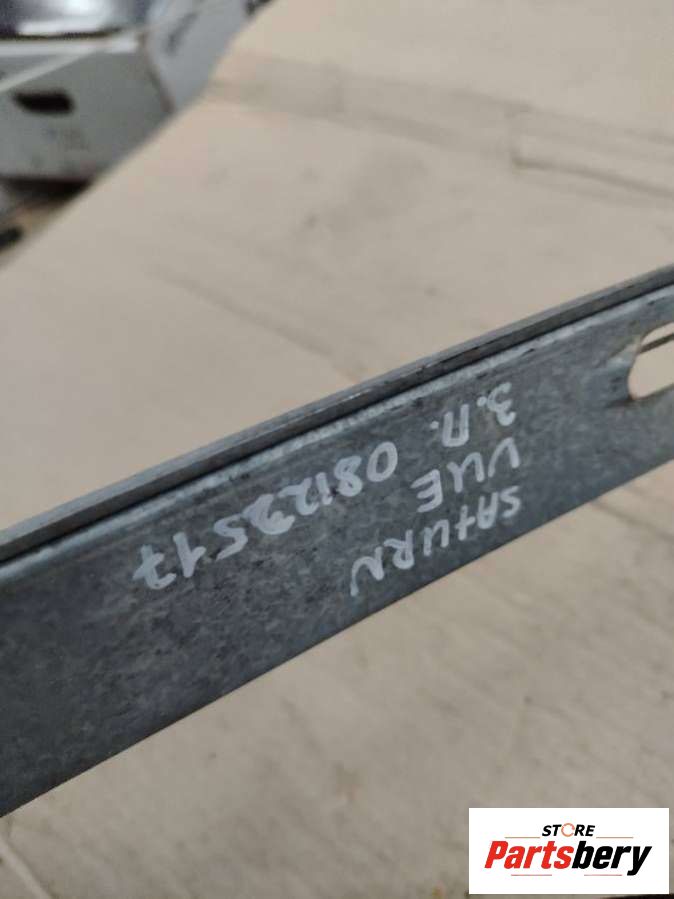 SATURN
VUE
З.П. 08122517
STORE
Partsbery